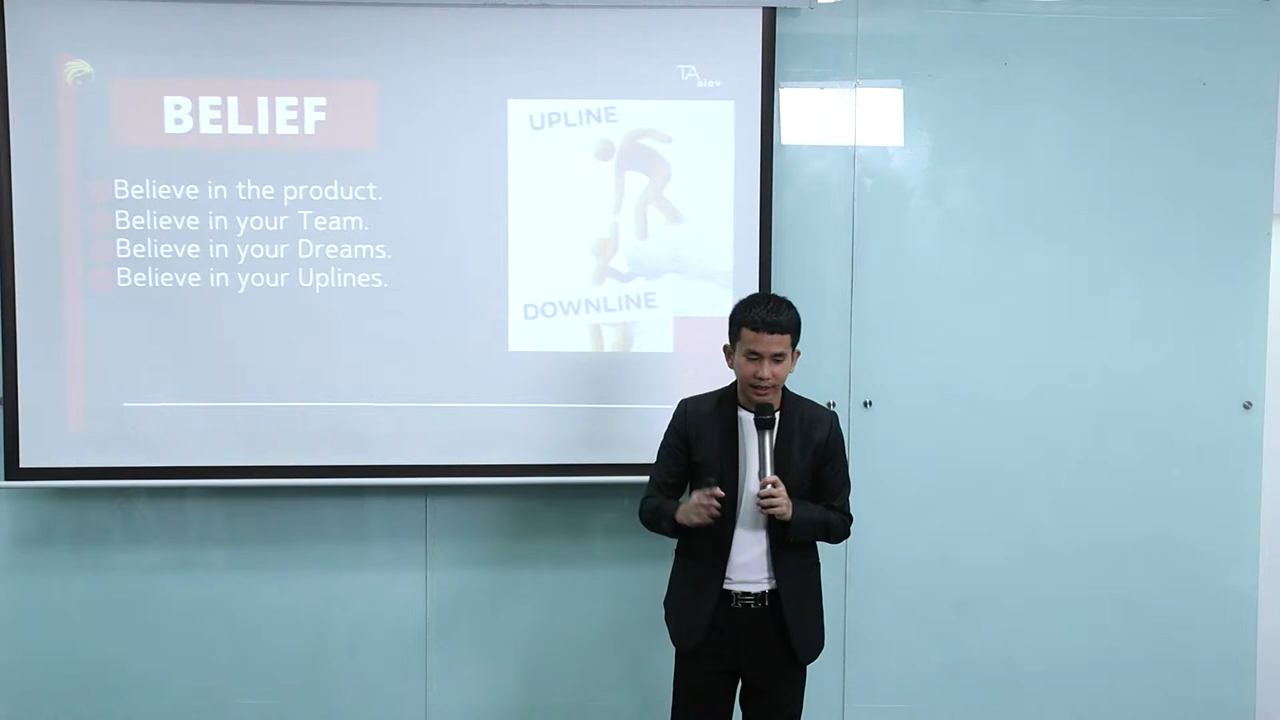 BELIEF
Believe in the product.
Believe in your Team.
Believe in your Dreams.
Believe in your Uplines.
TA
UPLINE
DOWNLINE